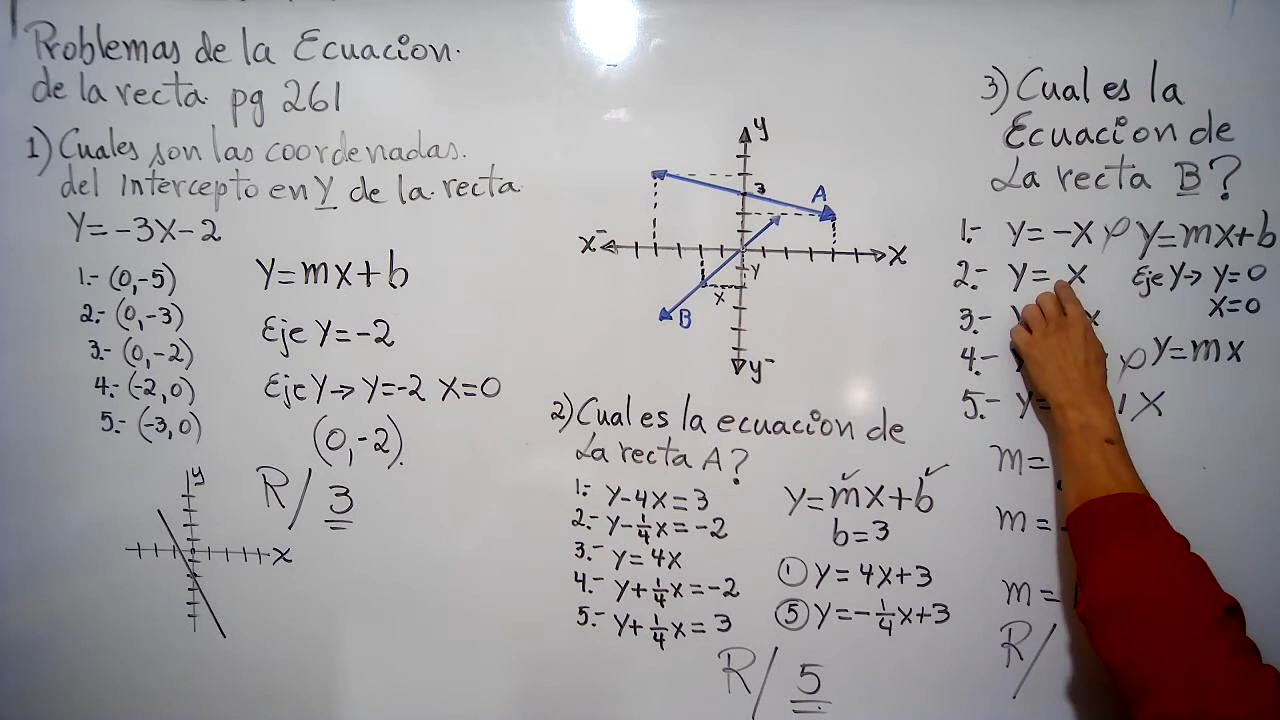 Problemas de la Ecuacion.
de la recta. pg 261
1) Cuales son las coordenadas.
del Intercepto en Y de la recta
Y=-3X-2
1.- (0,-5)
2.- (0,-3)
3.- (0,-2)
4.- (-2,0)
5.- (-3,0)
Y=mx+b
Eje Y=-2
Eje Y→ Y=-2 X=0
(0,-2).
R/ 3
y
x
y
3
A
x⁻
x
y
x
B
y⁻
2) Cual es la ecuacion de
La recta A?
1.- y-4x=3
2.- y-1/4x=-2
3.- y=4x
4.- y+1/4x=-2
5.- y+1/4x=3
y=mx+b
b=3
① y=4x+3
⑤ y=-1/4x+3
R/ 5
3) Cual es la
Ecuacion de
La recta B?
1.- y=-x
2.- y=
3.-
4.-
5.- y=
y=mx+b
Eje Y→ y=0
x=0
y=mx
X
m=
m=
m=
R/